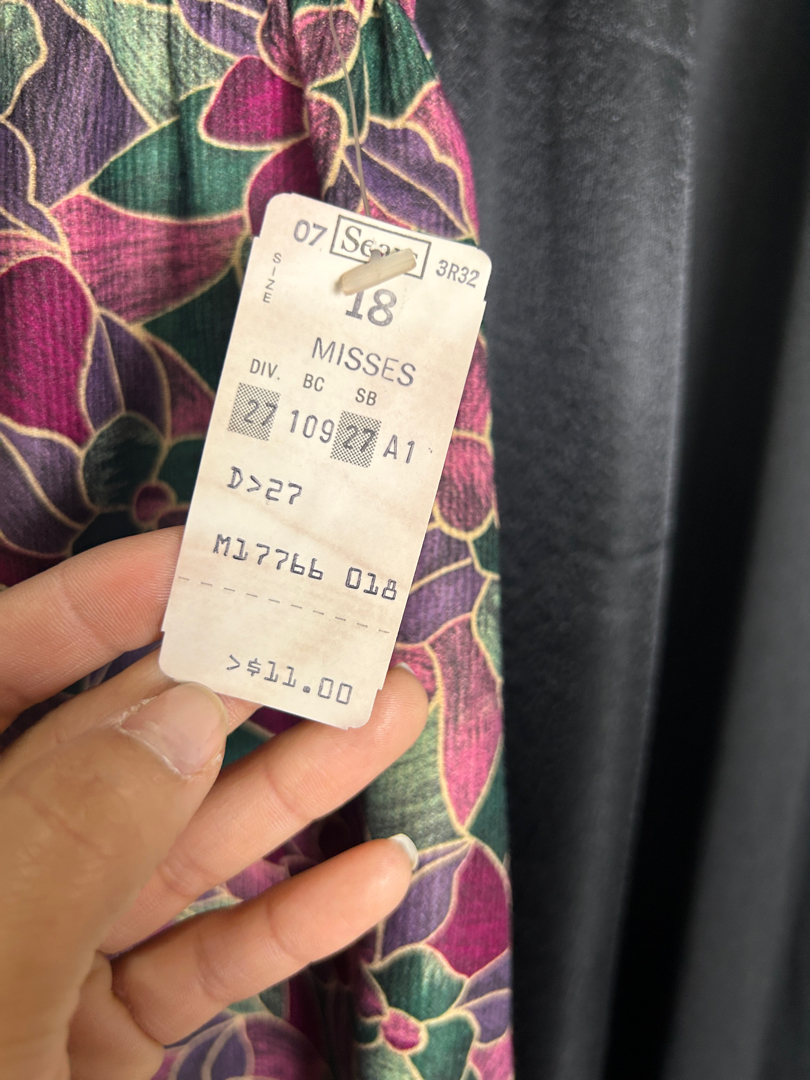 07 Sears 3R32
SIZE
18
MISSES
DIV. BC SB
27 109 27 A1
D>27
M17766 018
>$11.00